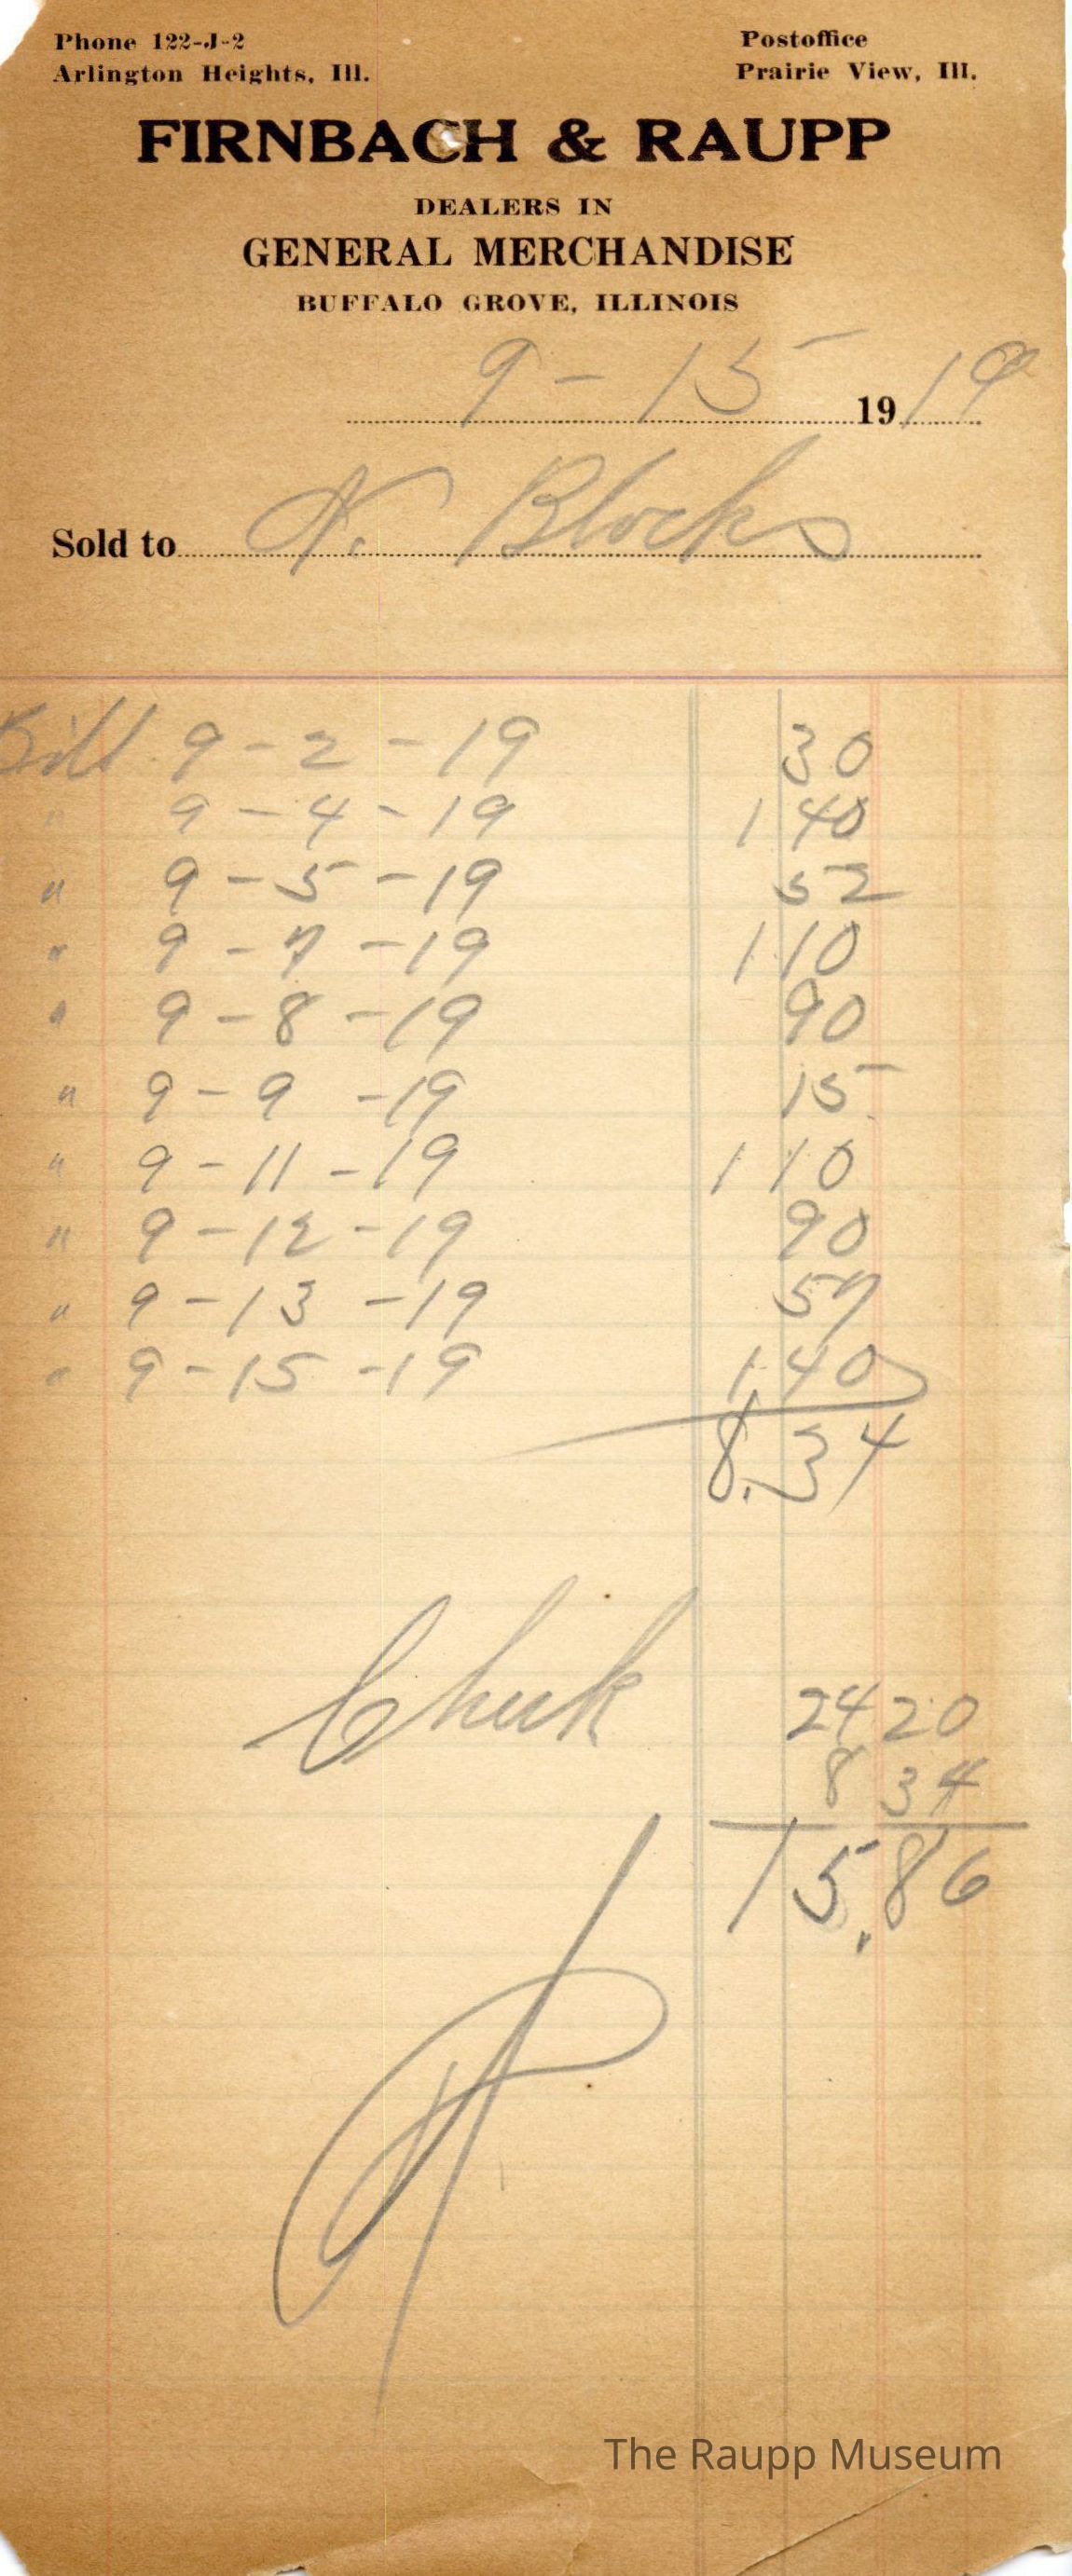 Phone 122-J-2
Arlington Heights, Ill.
Postoffice
Prairie View, Ill.
FIRNBACH & RAUPP
DEALERS IN
GENERAL MERCHANDISE
BUFFALO GROVE, ILLINOIS
9 - 15 1919
Sold to N. Blocks
Bill 9 - 2 - 19 30
" 9 - 4 - 19 1 40
" 9 - 5 - 19 52
" 9 - 7 - 19 1 10
" 9 - 8 - 19 90
" 9 - 9 - 19 15
" 9 - 11 - 19 1 10
" 9 - 12 - 19 90
" 9 - 13 - 19 57
" 9 - 15 - 19 1.40
8.34
Check 24 20
8 34
15.86
The Raupp Museum